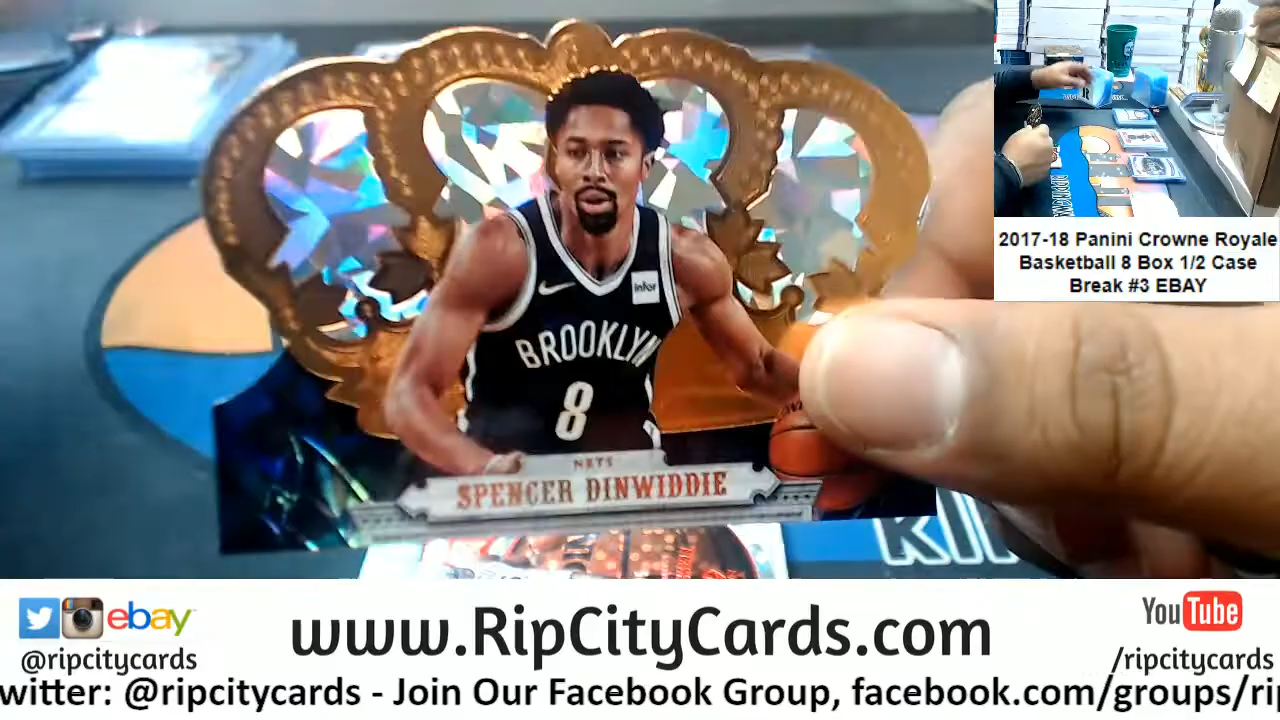 infor
BROOKLYN
8
NETS
SPENCER DINWIDDIE
2017-18 Panini Crowne Royale
Basketball 8 Box 1/2 Case
Break #3 EBAY
ebay
@ripcitycards
www.RipCityCards.com
YouTube
/ripcitycards
witter: @ripcitycards - Join Our Facebook Group, facebook.com/groups/rip